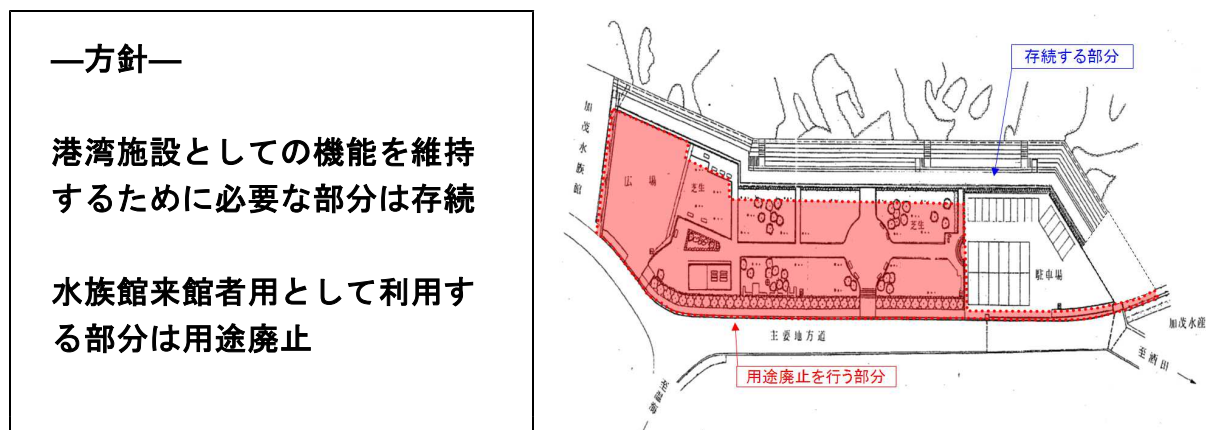 ―方針―
港湾施設としての機能を維持
するために必要な部分は存続
水族館来館者用として利用す
る部分は用途廃止
存続する部分
加茂水族館
広場
芝生
芝生
駐車場
主要地方道
加茂水産
至酒田
用途廃止を行う部分